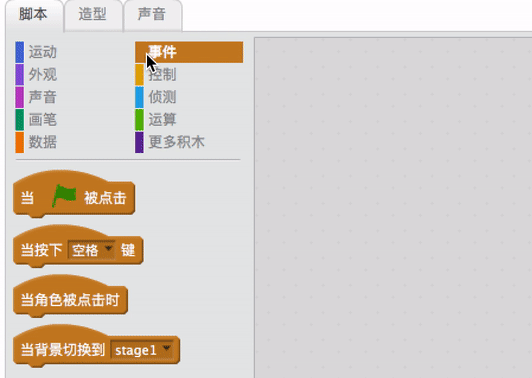 脚本 造型 声音
运动 事件
外观 控制
声音 侦测
画笔 运算
数据 更多积木
当 被点击
当按下 空格 键
当角色被点击时
当背景切换到 stage1